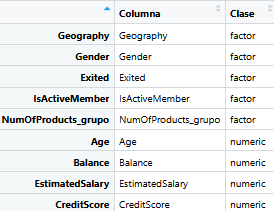 Columna Clase
Geography Geography factor
Gender Gender factor
Exited Exited factor
IsActiveMember IsActiveMember factor
NumOfProducts_grupo NumOfProducts_grupo factor
Age Age numeric
Balance Balance numeric
EstimatedSalary EstimatedSalary numeric
CreditScore CreditScore numeric